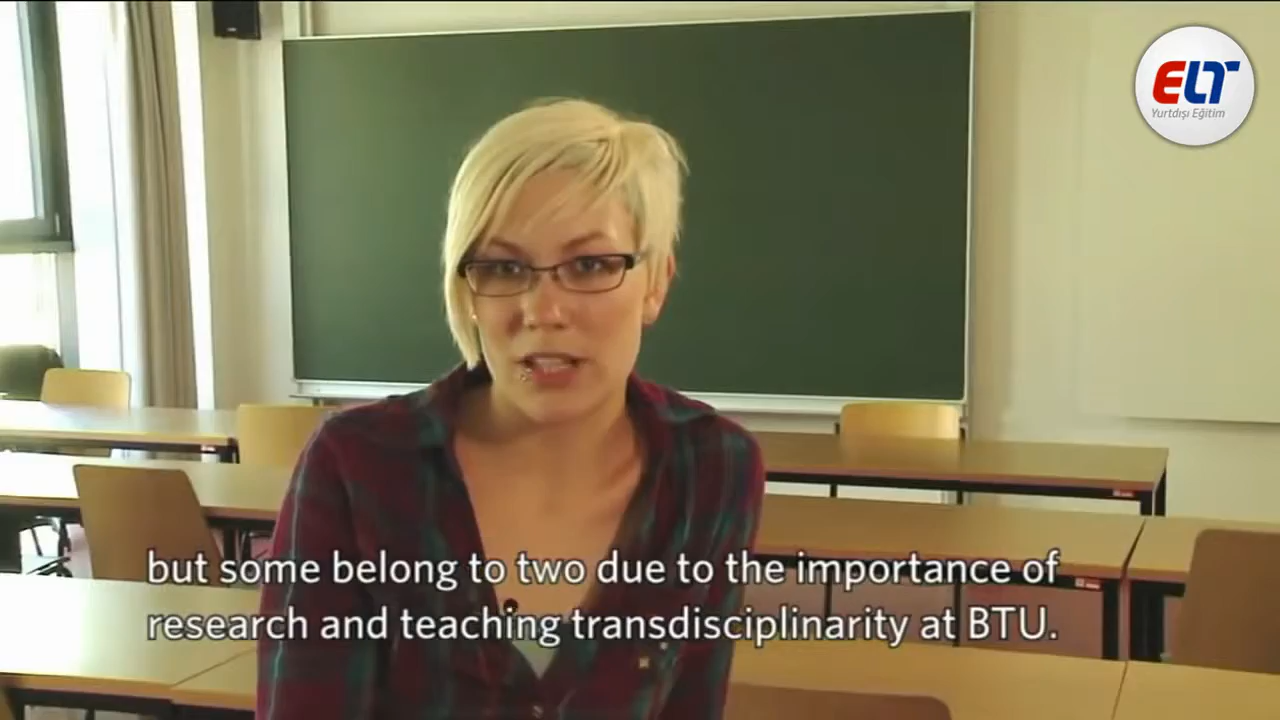 ELT
Yurtdışı Eğitim
but some belong to two due to the importance of
research and teaching transdisciplinarity at BTU.